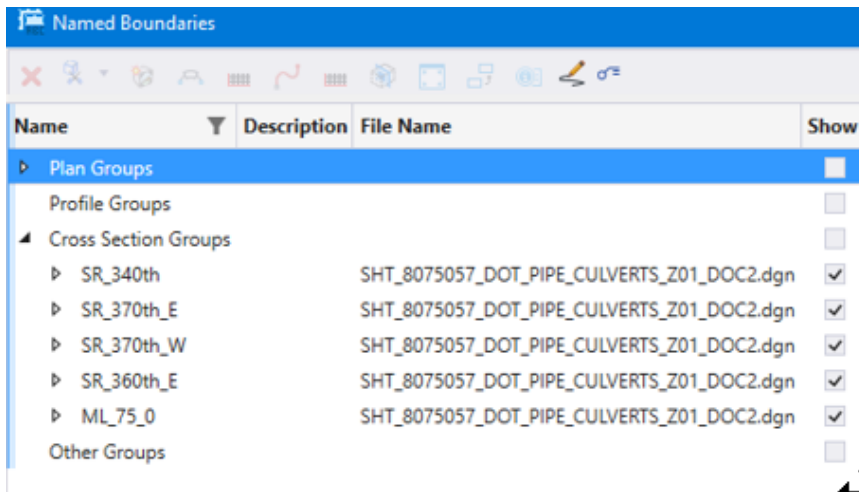 Named Boundaries
Name Description File Name Show
Plan Groups
Profile Groups
Cross Section Groups
SR_340th SHT_8075057_DOT_PIPE_CULVERTS_Z01_DOC2.dgn
SR_370th_E SHT_8075057_DOT_PIPE_CULVERTS_Z01_DOC2.dgn
SR_370th_W SHT_8075057_DOT_PIPE_CULVERTS_Z01_DOC2.dgn
SR_360th_E SHT_8075057_DOT_PIPE_CULVERTS_Z01_DOC2.dgn
ML_75_0 SHT_8075057_DOT_PIPE_CULVERTS_Z01_DOC2.dgn
Other Groups